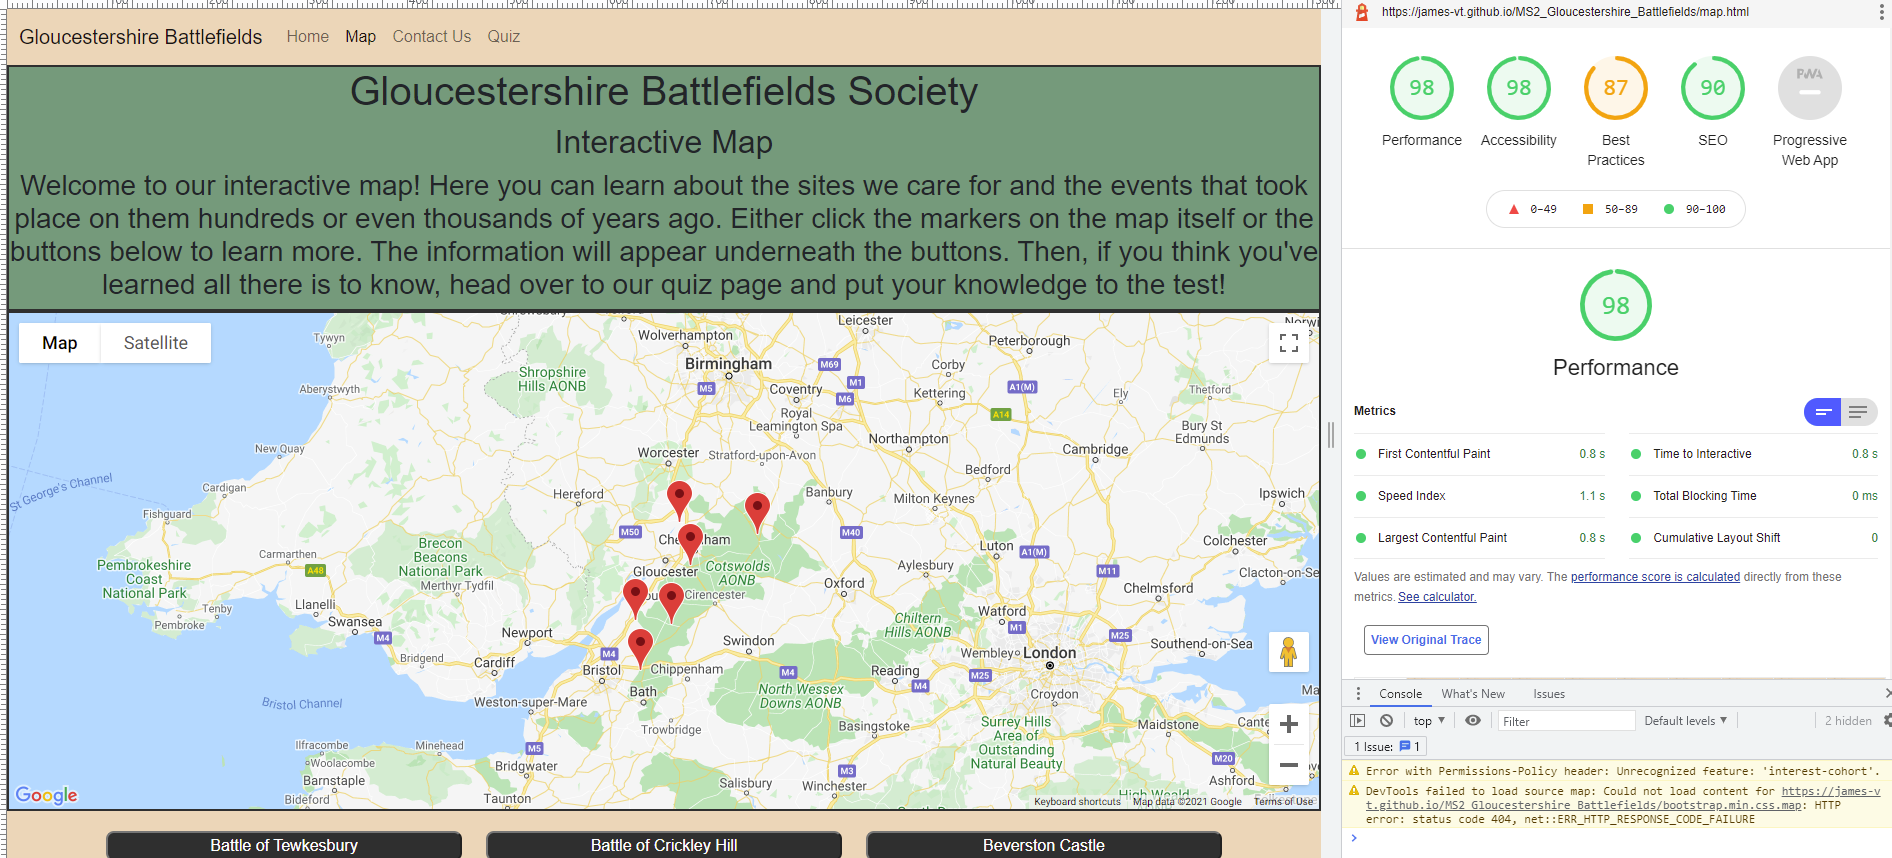 Gloucestershire Battlefields Home Map Contact Us Quiz
Gloucestershire Battlefields Society
Interactive Map
Welcome to our interactive map! Here you can learn about the sites we care for and the events that took
place on them hundreds or even thousands of years ago. Either click the markers on the map itself or the
buttons below to learn more. The information will appear underneath the buttons. Then, if you think you've
learned all there is to know, head over to our quiz page and put your knowledge to the test!
Map Satellite
Tywyn
Aberystwyth
New Quay
St George's Channel
Cardigan
Fishguard
Carmarthen
Pembrokeshire
Coast
National Park
A48
Tenby
Pembroke
Llanelli
Swansea
M4
Brecon
Beacons
National Park
Merthyr Tydfil
Bridgend
Cardiff
Newport
Bristol Channel
Weston-super-Mare
Ilfracombe
Woolacombe
Barnstaple
Bideford
Minehead
Bridgwater
Taunton
M5
Shropshire
Hills AONB
Wolverhampton
Birmingham
M5
Leicester
M69
M1
M6
Coventry
Royal
Leamington Spa
Peterborough
Corby
Kettering
A1(M)
A14
Ely
Thetford
Bury St
Edmunds
Northampton
Cambridge
Worcester
Stratford-upon-Avon
Hereford
Bedford
Banbury
Milton Keynes
Ipswich
M50
M40
Gloucester
Cotswolds
AONB
Cirencester
Luton
A1(M)
Colchester
Aylesbury
M11
Oxford
Chelmsford
Watford
M1
Chiltern
Hills AONB
Swindon
M25
Southend-on-Sea
Wembley
London
M4
Bristol
Chippenham
M4
Reading
M4
M25
Bath
North Wessex
Downs AONB
Croydon
Trowbridge
Basingstoke
Surrey Hills
Area of
Outstanding
Natural Beauty
Maidstone
M20
Ashford
M3
Salisbury
Winchester
High Weald
Google
Keyboard shortcuts Map data ©2021 Google Terms of Use
Battle of Tewkesbury Battle of Crickley Hill Beverston Castle
https://james-vt.github.io/MS2_Gloucestershire_Battlefields/map.html
98 98 87 90 PWA
Performance Accessibility Best Practices SEO Progressive Web App
0–49 50–89 90–100
98
Performance
Metrics
First Contentful Paint 0.8 s Time to Interactive 0.8 s
Speed Index 1.1 s Total Blocking Time 0 ms
Largest Contentful Paint 0.8 s Cumulative Layout Shift 0
Values are estimated and may vary. The performance score is calculated directly from these
metrics. See calculator.
View Original Trace
Console What's New Issues
top Filter Default levels 2 hidden
1 Issue: 1
Error with Permissions-Policy header: Unrecognized feature: 'interest-cohort'.
DevTools failed to load source map: Could not load content for https://james-v
t.github.io/MS2_Gloucestershire_Battlefields/bootstrap.min.css.map: HTTP
error: status code 404, net::ERR_HTTP_RESPONSE_CODE_FAILURE